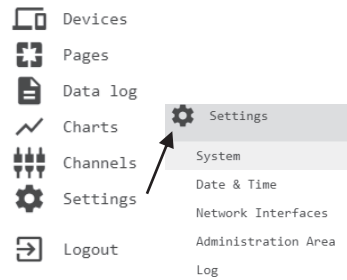 Devices
Pages
Data log
Charts
Channels
Settings
Logout
Settings
System
Date & Time
Network Interfaces
Administration Area
Log